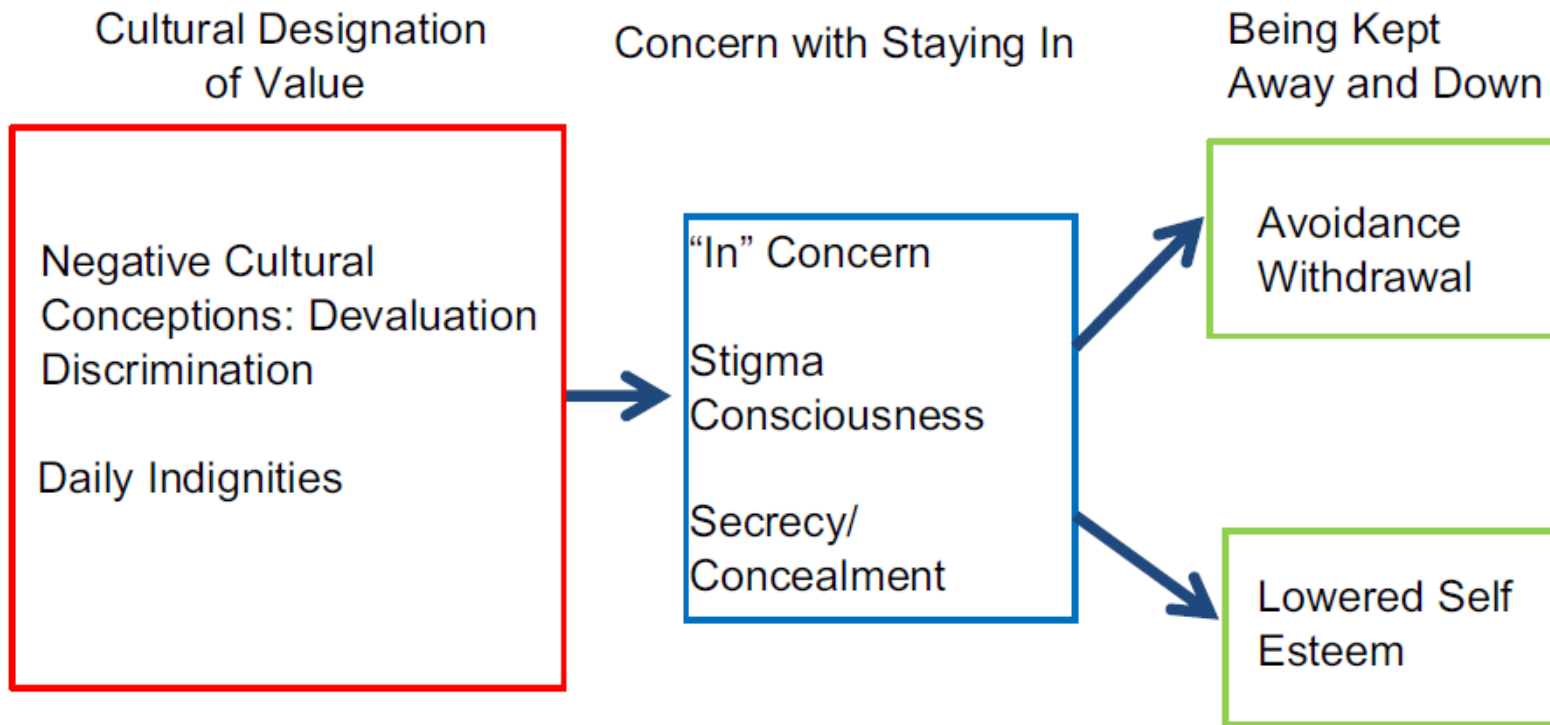 Cultural Designation
of Value
Concern with Staying In
Being Kept
Away and Down
Negative Cultural
Conceptions: Devaluation
Discrimination
Daily Indignities
“In” Concern
Stigma
Consciousness
Secrecy/
Concealment
Avoidance
Withdrawal
Lowered Self
Esteem